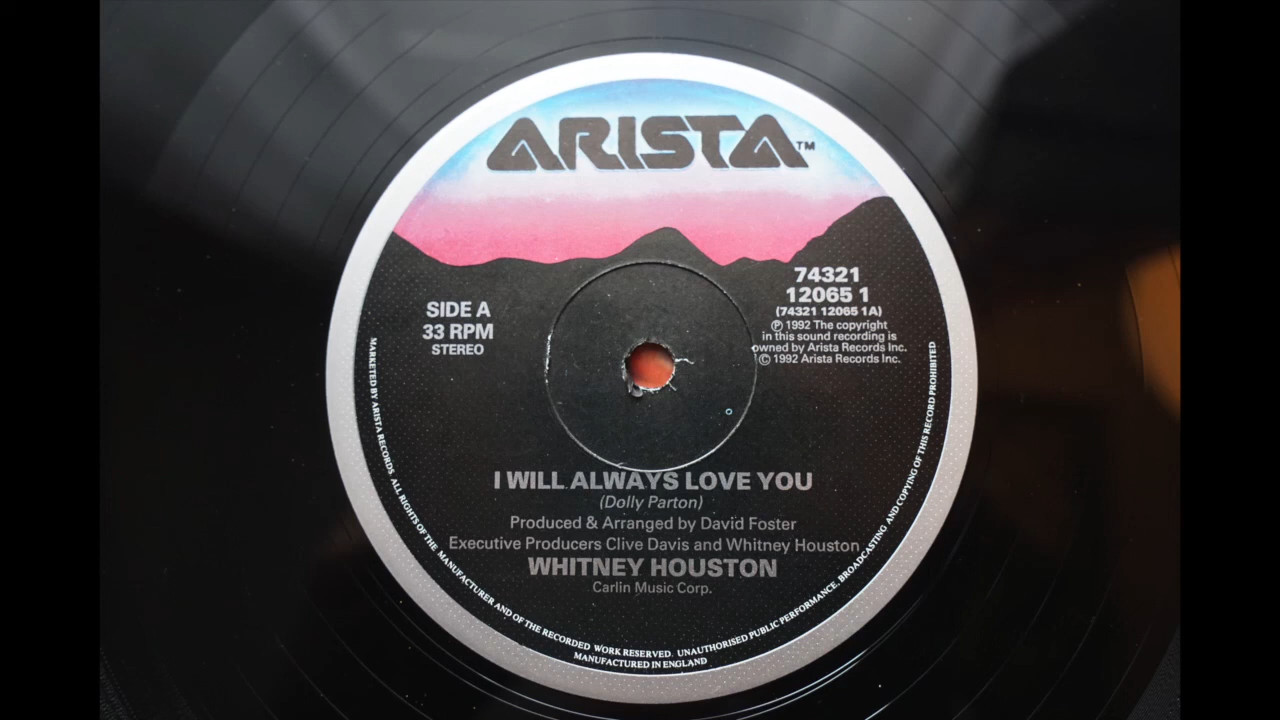 ARISTA™
SIDE A
33 RPM
STEREO
74321
12065 1
(74321 12065 1A)
Ⓟ 1992 The copyright
in this sound recording is
owned by Arista Records Inc.
© 1992 Arista Records Inc.
I WILL ALWAYS LOVE YOU
(Dolly Parton)
Produced & Arranged by David Foster
Executive Producers Clive Davis and Whitney Houston
WHITNEY HOUSTON
Carlin Music Corp.
MARKETED BY ARISTA RECORDS. ALL RIGHTS OF THE MANUFACTURER AND OF THE RECORDED WORK RESERVED. UNAUTHORISED PUBLIC PERFORMANCE, BROADCASTING AND COPYING OF THIS RECORD PROHIBITED
MANUFACTURED IN ENGLAND